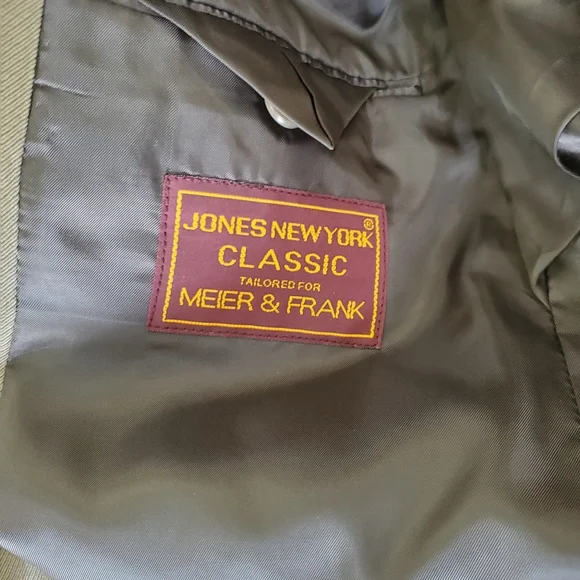 JONES NEW YORK®
CLASSIC
TAILORED FOR
MEIER & FRANK